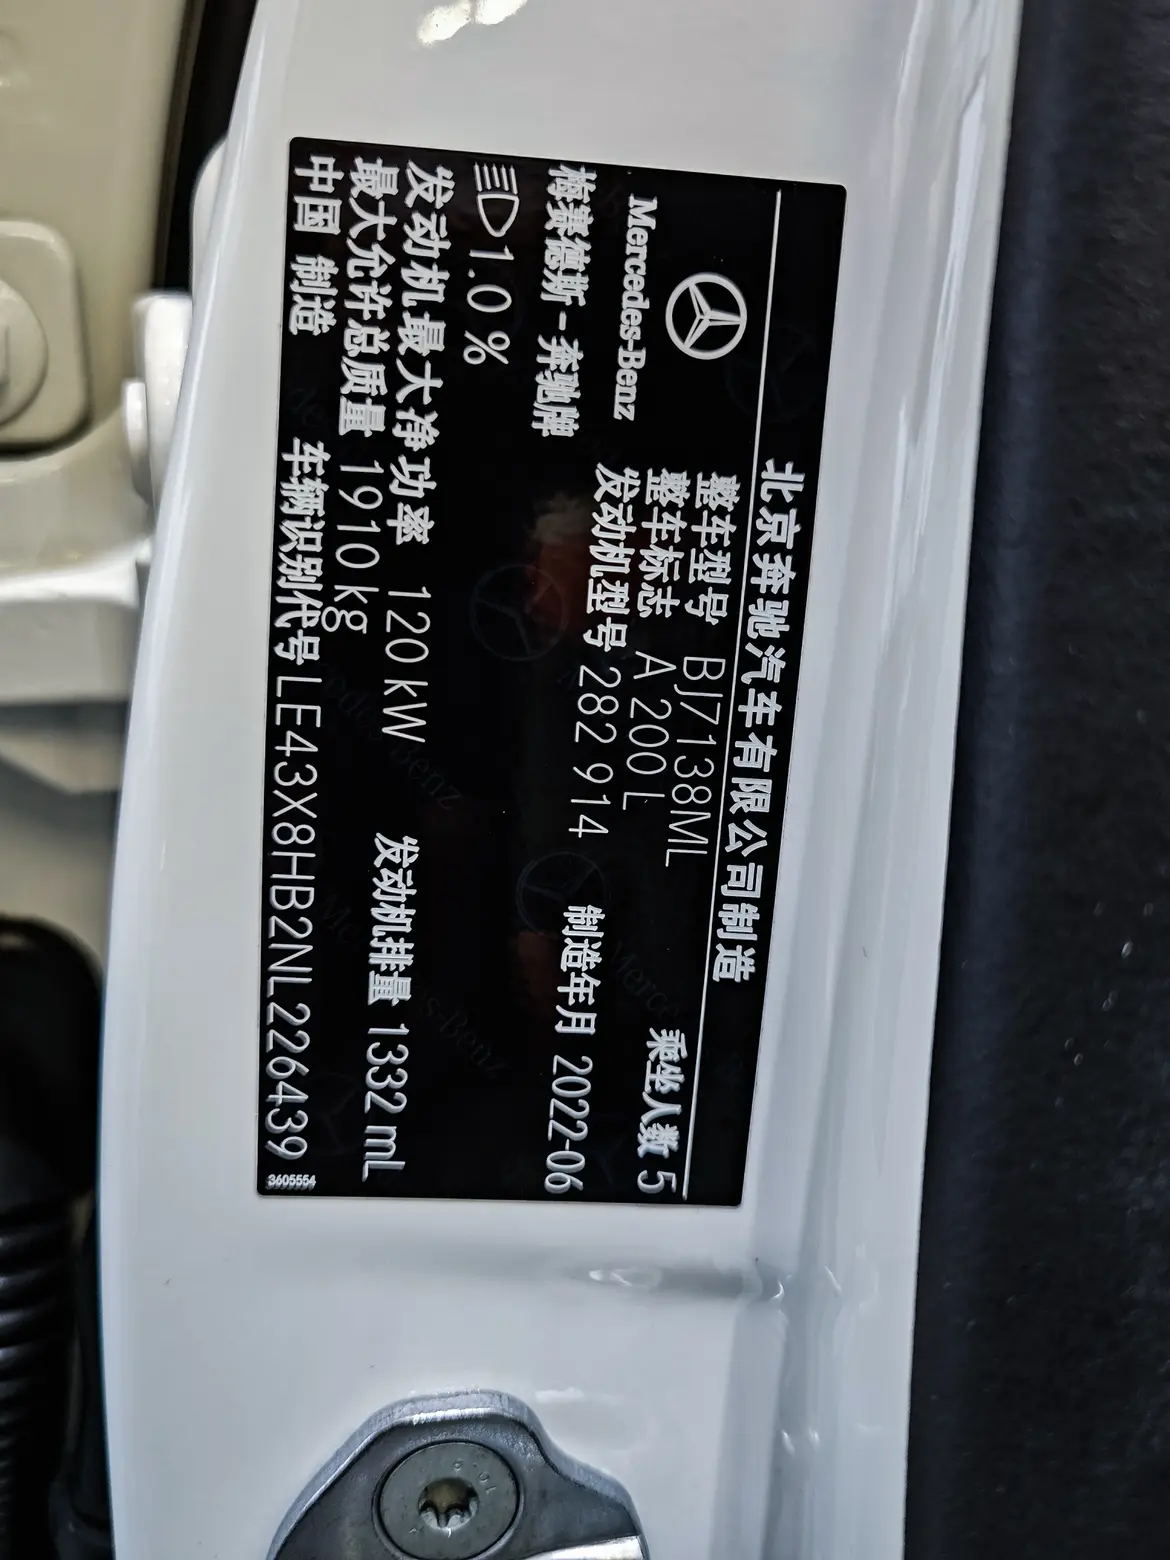 北京奔驰汽车有限公司制造
Mercedes-Benz
整车型号 BJ7138ML
整车标志 A 200 L 乘坐人数 5
发动机型号 282 914 制造年月 2022-06
梅赛德斯-奔驰牌
1.0 %
发动机最大净功率 120 kW 发动机排量 1332 mL
最大允许总质量 1910 kg
中国 制造 车辆识别代号 LE43X8HB2NL226439
3605554